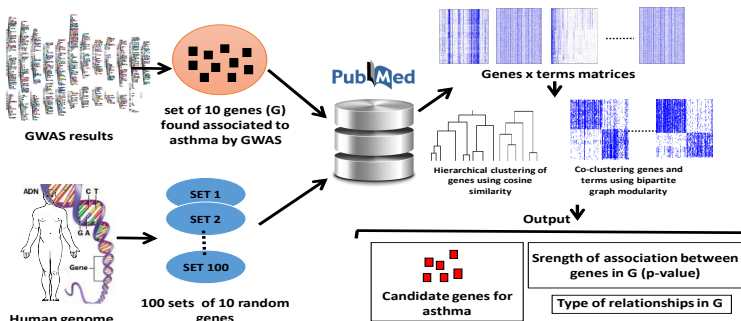 GWAS results
set of 10 genes (G)
found associated to
asthma by GWAS
PubMed
Genes x terms matrices
Hierarchical clustering of
genes using cosine
similarity
Co-clustering genes and
terms using bipartite
graph modularity
ADN
C T
G A
Gene
Human genome
SET 1
SET 2
SET 100
100 sets of 10 random
genes
Output
Candidate genes for
asthma
Srength of association between
genes in G (p-value)
Type of relationships in G